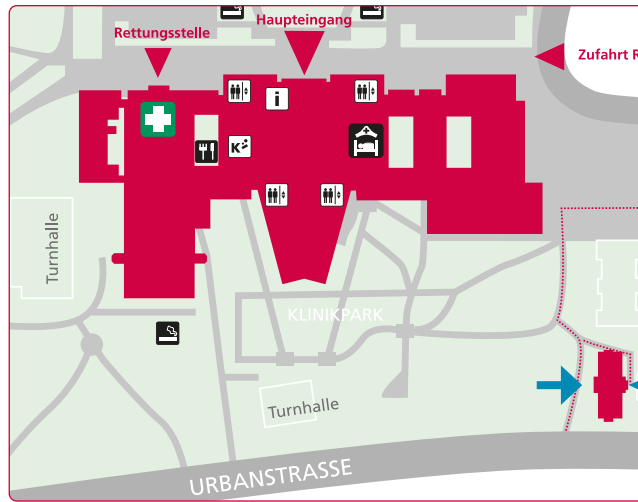 Haupteingang
Rettungsstelle
Zufahrt R
i
K
Turnhalle
KLINIKPARK
Turnhalle
URBANSTRASSE